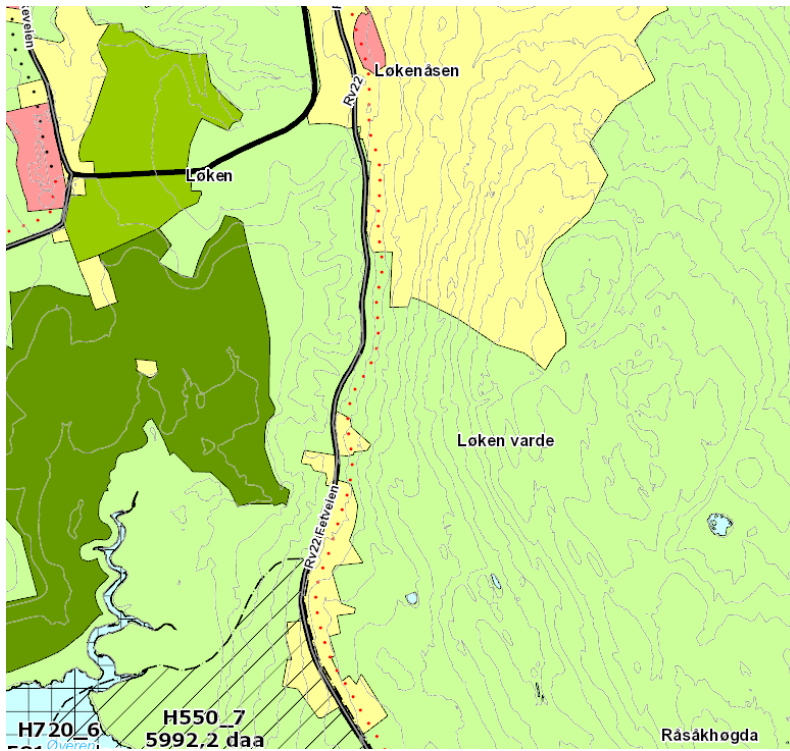 Løkenåsen
Rv22
Løken
Løken varde
Rv22
Fetveien
H720_6
H550_7
5992,2 daa
Øyeren
Råsåkhøgda